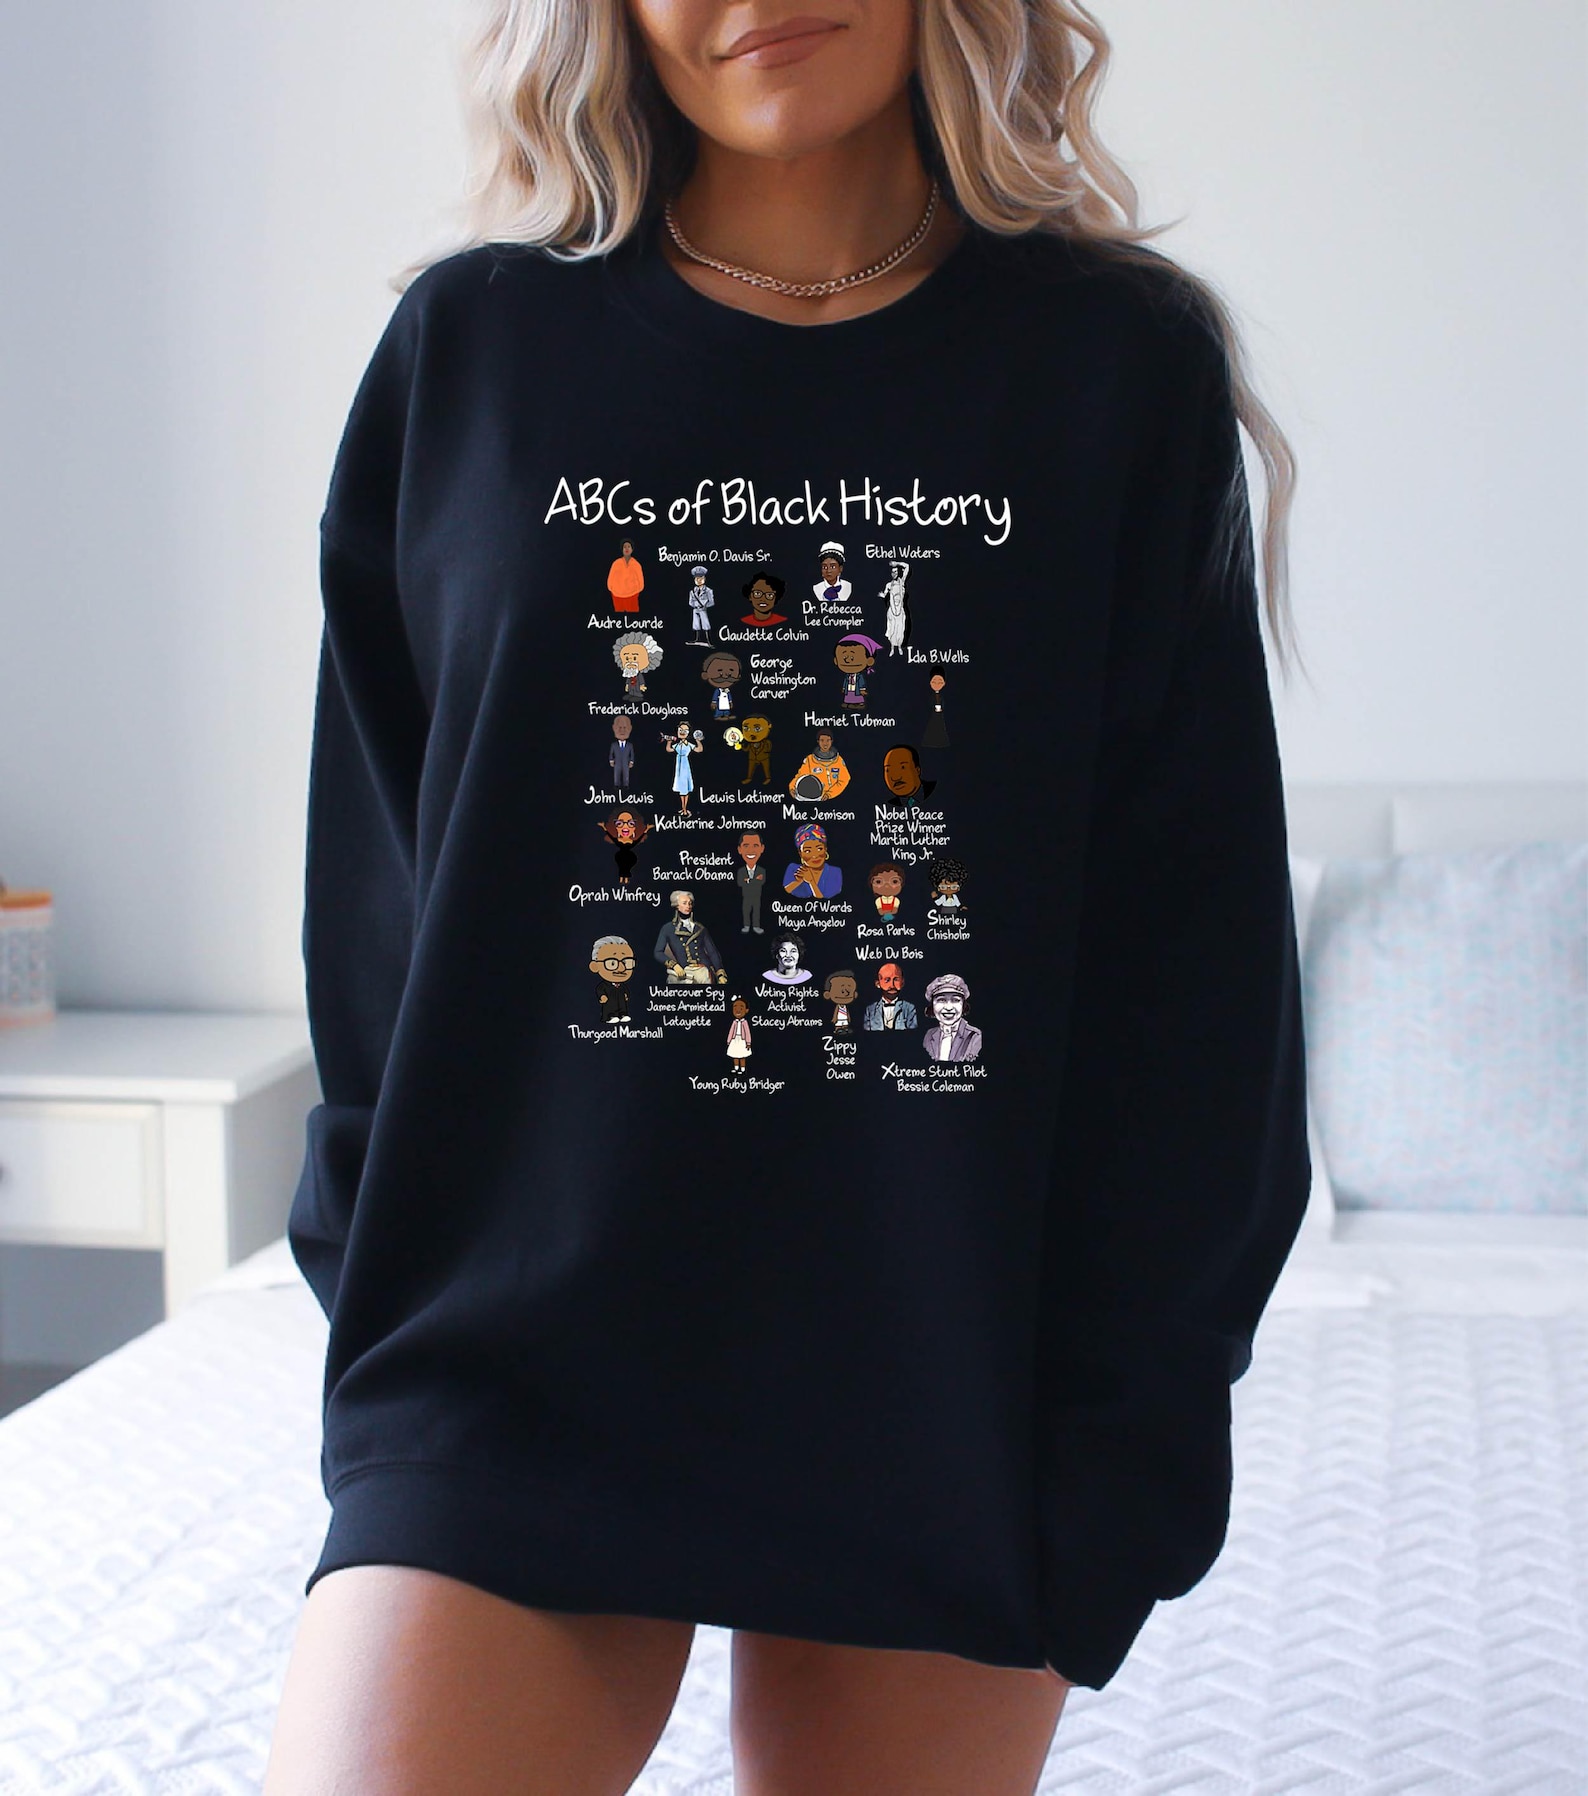 ABCs of Black History
Benjamin O. Davis Sr.
Ethel Waters
Audre Lourde
Claudette Colvin
Dr. Rebecca
Lee Crumpler
Frederick Douglass
George
Washington
Carver
Harriet Tubman
Ida B.Wells
John Lewis
Katherine Johnson
Lewis Latimer
Mae Jemison
Nobel Peace
Prize Winner
Martin Luther
King Jr.
Oprah Winfrey
President
Barack Obama
Queen Of Words
Maya Angelou
Rosa Parks
Shirley
Chisholm
Thurgood Marshall
Undercover Spy
James Armistead
Latayette
Voting Rights
Activist
Stacey Abrams
W.e.b Du Bois
Xtreme Stunt Pilot
Bessie Coleman
Young Ruby Bridger
Zippy
Jesse
Owen